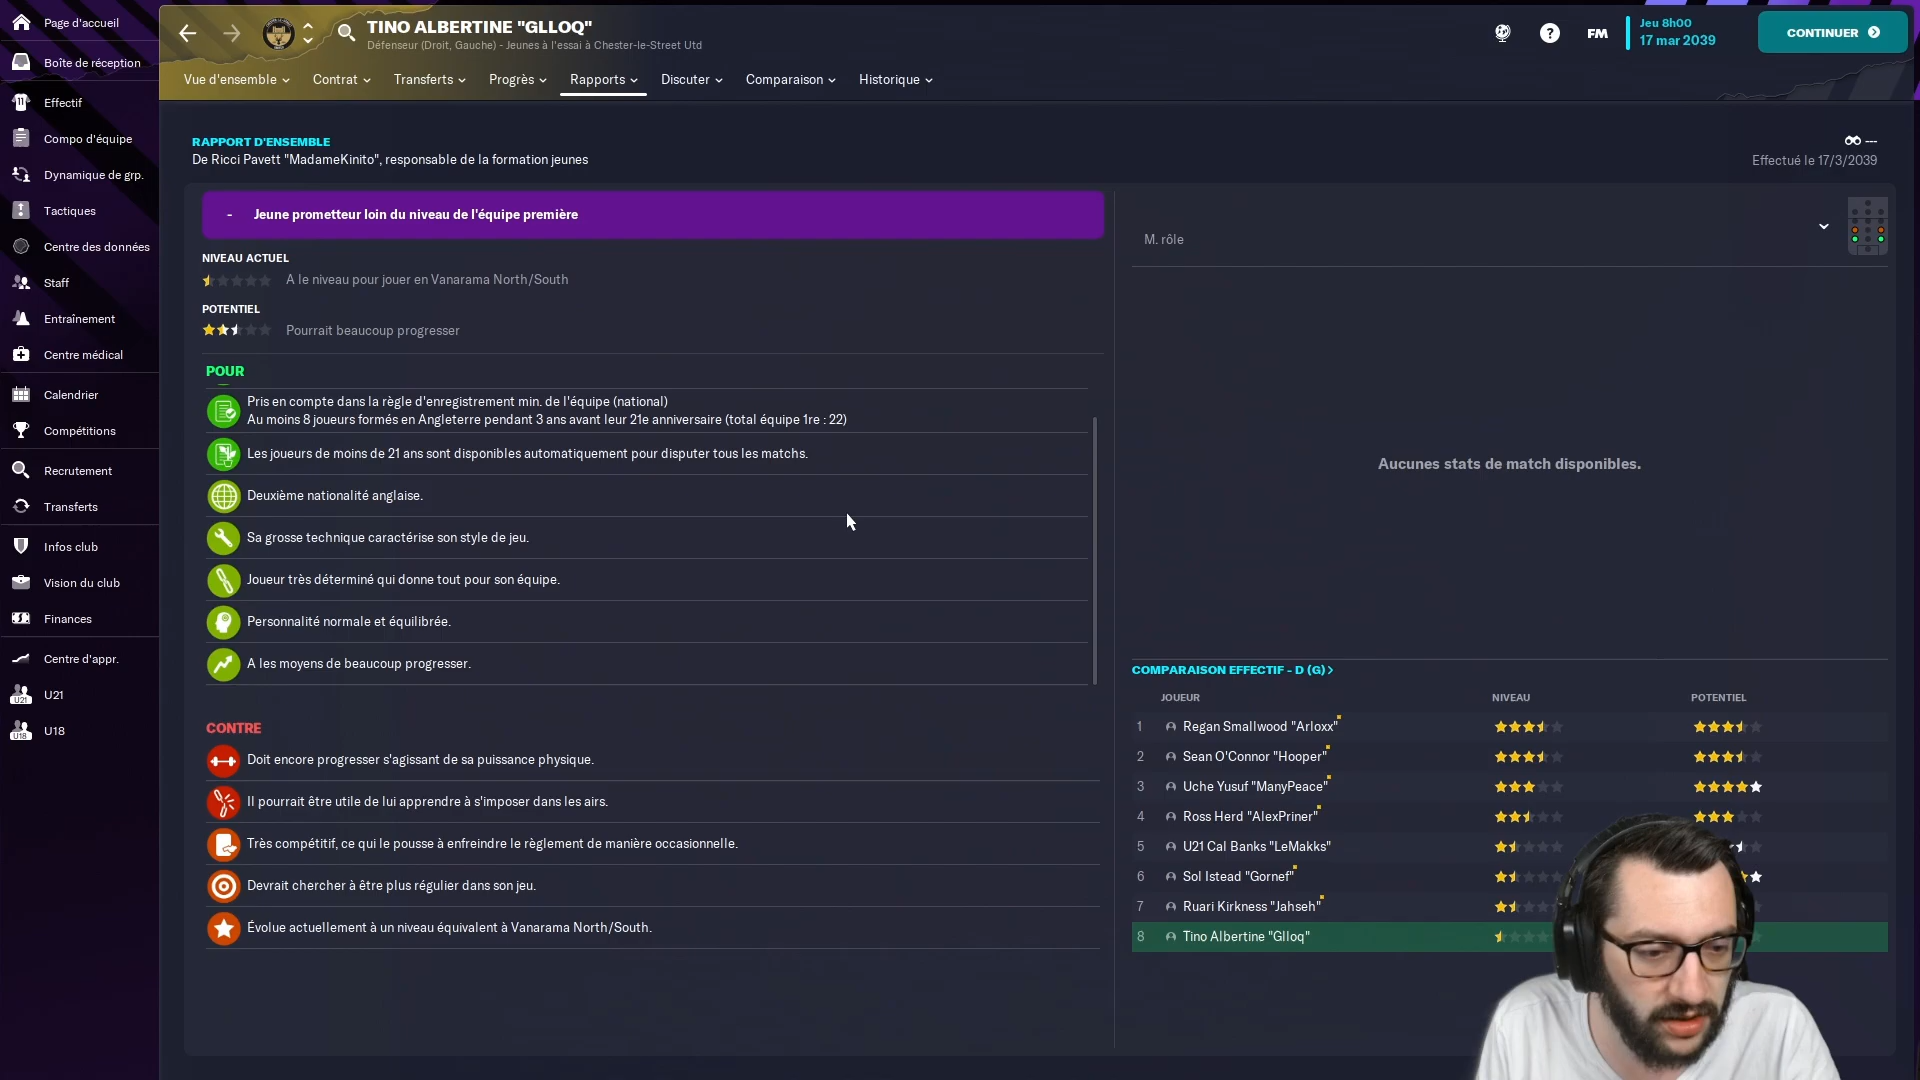 Page d'accueil
Boîte de réception
Effectif
Compo d'équipe
Dynamique de grp.
Tactiques
Centre des données
Staff
Entraînement
Centre médical
Calendrier
Compétitions
Recrutement
Transferts
Infos club
Vision du club
Finances
Centre d'appr.
U21
U21
U18
U18
TINO ALBERTINE "GLLOQ"
Défenseur (Droit, Gauche) - Jeunes à l'essai à Chester-le-Street Utd
?
FM
Jeu 8h00
17 mar 2039
CONTINUER
Vue d'ensemble
Contrat
Transferts
Progrès
Rapports
Discuter
Comparaison
Historique
RAPPORT D'ENSEMBLE
De Ricci Pavett "MadameKinito", responsable de la formation jeunes
---
Effectué le 17/3/2039
- Jeune prometteur loin du niveau de l'équipe première
NIVEAU ACTUEL
A le niveau pour jouer en Vanarama North/South
POTENTIEL
Pourrait beaucoup progresser
POUR
Pris en compte dans la règle d'enregistrement min. de l'équipe (national)
Au moins 8 joueurs formés en Angleterre pendant 3 ans avant leur 21e anniversaire (total équipe 1re : 22)
Les joueurs de moins de 21 ans sont disponibles automatiquement pour disputer tous les matchs.
Deuxième nationalité anglaise.
Sa grosse technique caractérise son style de jeu.
Joueur très déterminé qui donne tout pour son équipe.
Personnalité normale et équilibrée.
A les moyens de beaucoup progresser.
CONTRE
Doit encore progresser s'agissant de sa puissance physique.
Il pourrait être utile de lui apprendre à s'imposer dans les airs.
Très compétitif, ce qui le pousse à enfreindre le règlement de manière occasionnelle.
Devrait chercher à être plus régulier dans son jeu.
Évolue actuellement à un niveau équivalent à Vanarama North/South.
M. rôle
Aucunes stats de match disponibles.
COMPARAISON EFFECTIF - D (G)
JOUEUR NIVEAU POTENTIEL
1 Regan Smallwood "Arloxx"
2 Sean O'Connor "Hooper"
3 Uche Yusuf "ManyPeace"
4 Ross Herd "AlexPriner"
5 U21 Cal Banks "LeMakks"
6 Sol Istead "Gornef"
7 Ruari Kirkness "Jahseh"
8 Tino Albertine "Glloq"